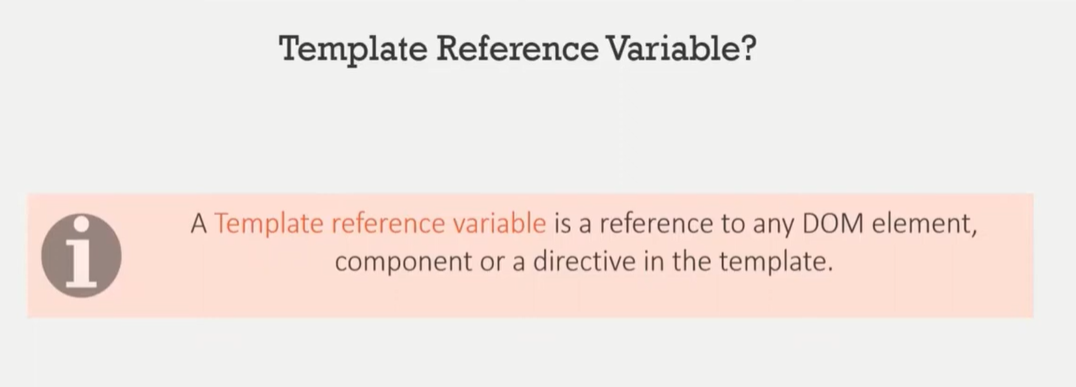 Template Reference Variable?
A Template reference variable is a reference to any DOM element,
component or a directive in the template.